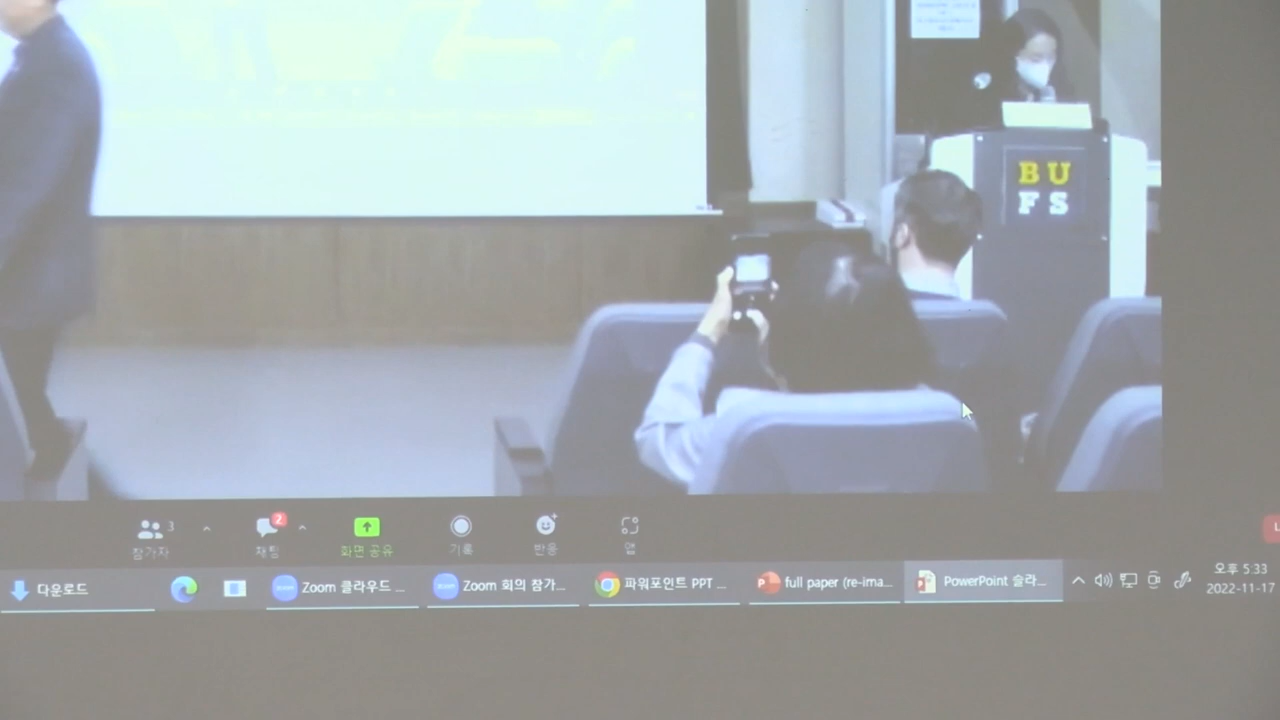 BU
FS
3
2
참가자
채팅
화면 공유
기록
반응
앱
다운로드
Zoom 클라우드 ...
Zoom 회의 참가...
파워포인트 PPT ...
full paper (re-ima...
PowerPoint 슬라...
오후 5:33
2022-11-17